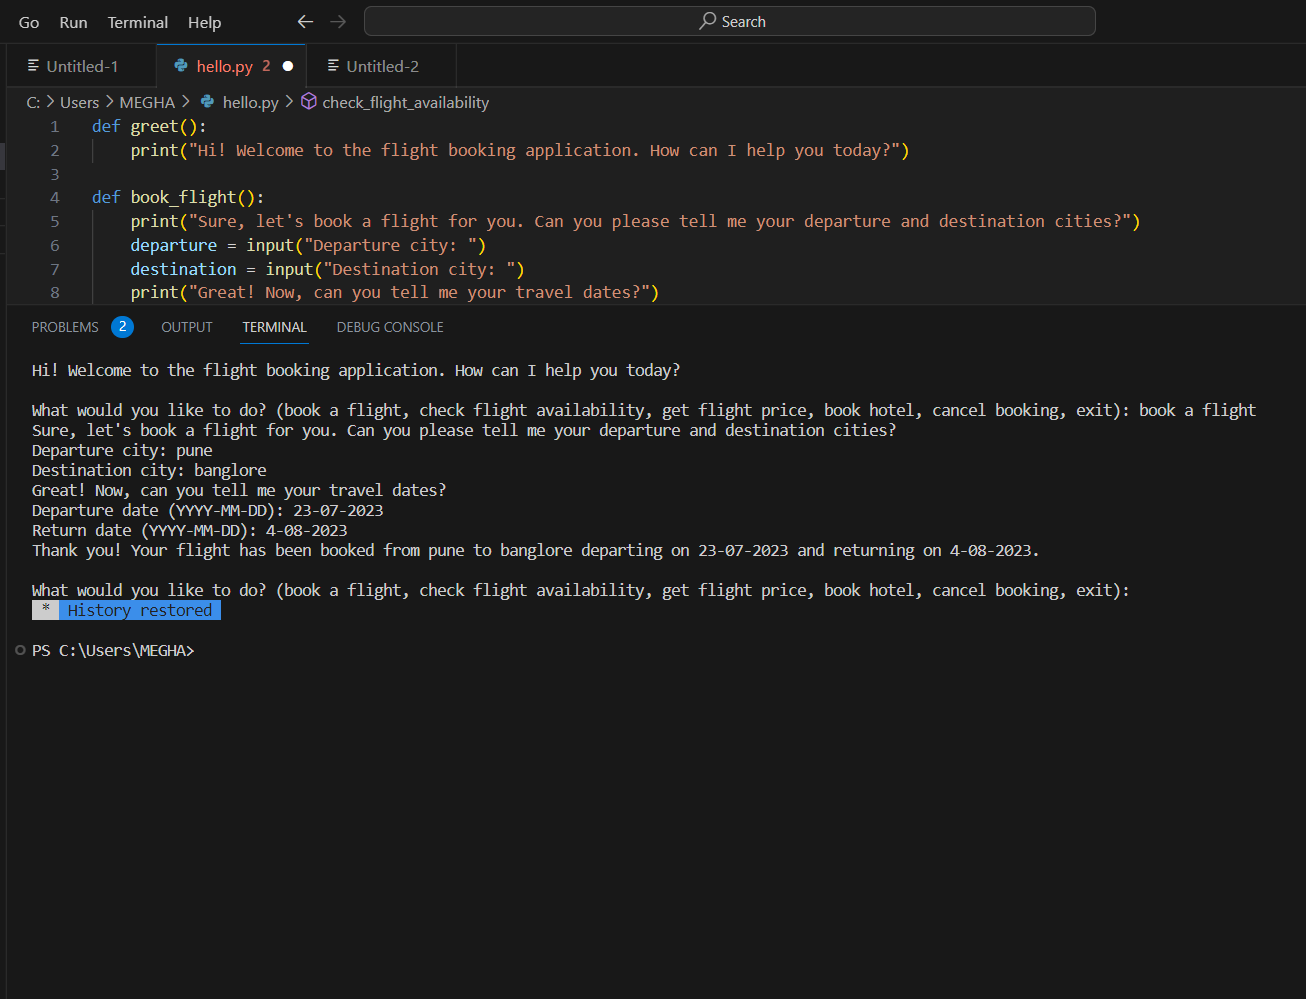 Go Run Terminal Help Search
Untitled-1 hello.py 2 Untitled-2
C: > Users > MEGHA > hello.py > check_flight_availability
1 def greet():
2 print("Hi! Welcome to the flight booking application. How can I help you today?")
3
4 def book_flight():
5 print("Sure, let's book a flight for you. Can you please tell me your departure and destination cities?")
6 departure = input("Departure city: ")
7 destination = input("Destination city: ")
8 print("Great! Now, can you tell me your travel dates?")
PROBLEMS 2 OUTPUT TERMINAL DEBUG CONSOLE
Hi! Welcome to the flight booking application. How can I help you today?
What would you like to do? (book a flight, check flight availability, get flight price, book hotel, cancel booking, exit): book a flight
Sure, let's book a flight for you. Can you please tell me your departure and destination cities?
Departure city: pune
Destination city: banglore
Great! Now, can you tell me your travel dates?
Departure date (YYYY-MM-DD): 23-07-2023
Return date (YYYY-MM-DD): 4-08-2023
Thank you! Your flight has been booked from pune to banglore departing on 23-07-2023 and returning on 4-08-2023.
What would you like to do? (book a flight, check flight availability, get flight price, book hotel, cancel booking, exit):
* History restored
PS C:\Users\MEGHA>